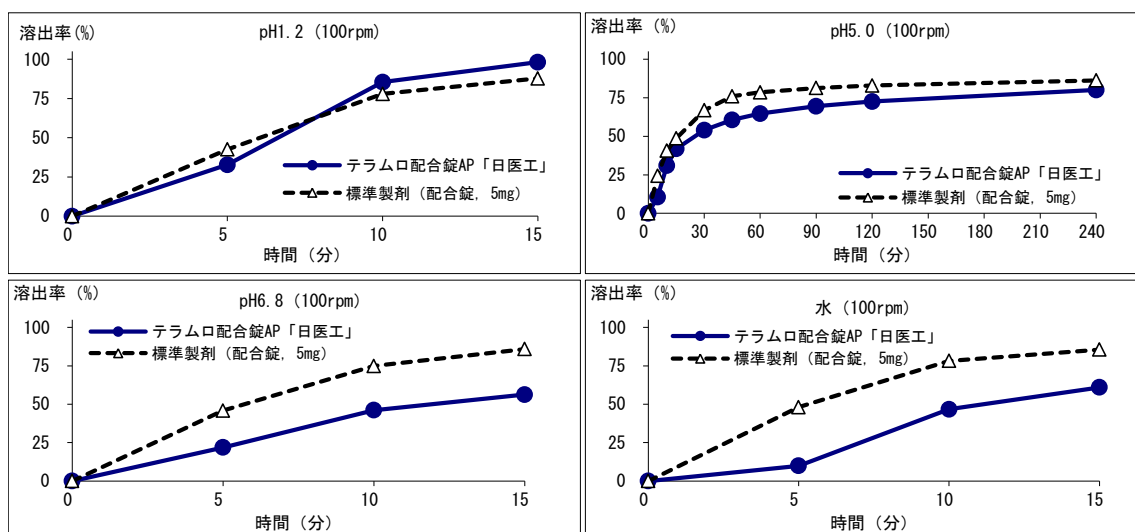 溶出率(%)
pH1.2 (100rpm)
100
75
50
25
0
テラムロ配合錠AP「日医工」
標準製剤 (配合錠, 5mg)
0 5 10 15
時間 (分)
溶出率 (%)
pH5.0 (100rpm)
100
75
50
25
0
テラムロ配合錠AP「日医工」
標準製剤 (配合錠, 5mg)
0 30 60 90 120 150 180 210 240
時間 (分)
溶出率 (%)
pH6.8 (100rpm)
100
75
50
25
0
テラムロ配合錠AP「日医工」
標準製剤 (配合錠, 5mg)
0 5 10 15
時間 (分)
溶出率 (%)
水 (100rpm)
100
75
50
25
0
テラムロ配合錠AP「日医工」
標準製剤 (配合錠, 5mg)
0 5 10 15
時間 (分)